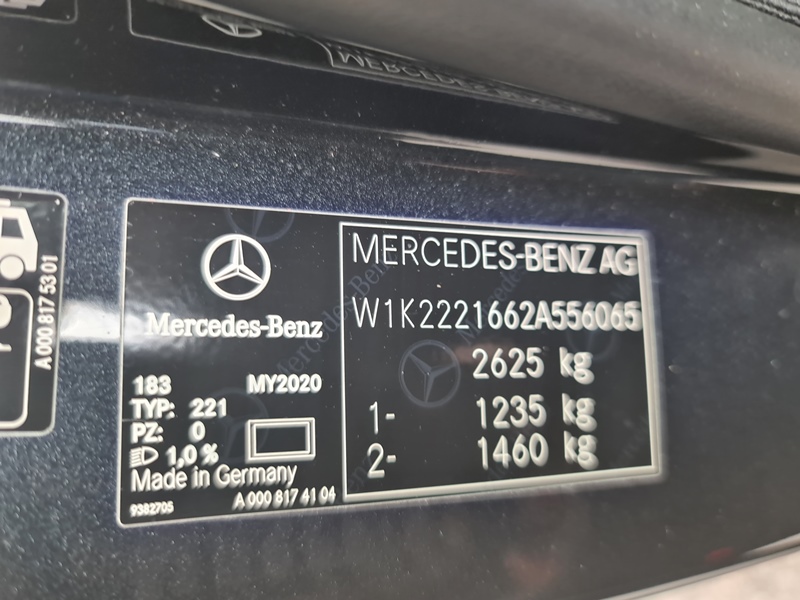 MERCEDES-BENZ
A 000 817 53 01
P
Mercedes-Benz
183 MY2020
TYP: 221
PZ: 0
1,0 %
Made in Germany
9382705 A 000 817 41 04
MERCEDES-BENZ AG
W1K2221662A556065
2625 kg
1- 1235 kg
2- 1460 kg